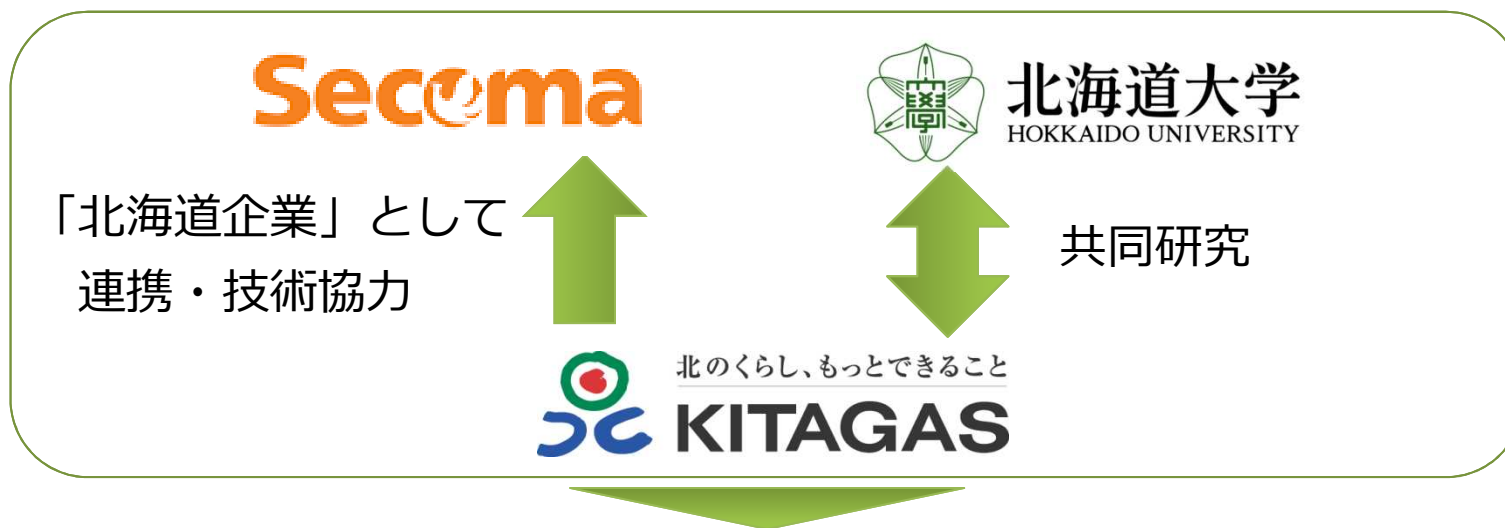 Secoma
北海道大学
HOKKAIDO UNIVERSITY
「北海道企業」として
連携・技術協力
共同研究
北のくらし、もっとできること
KITAGAS